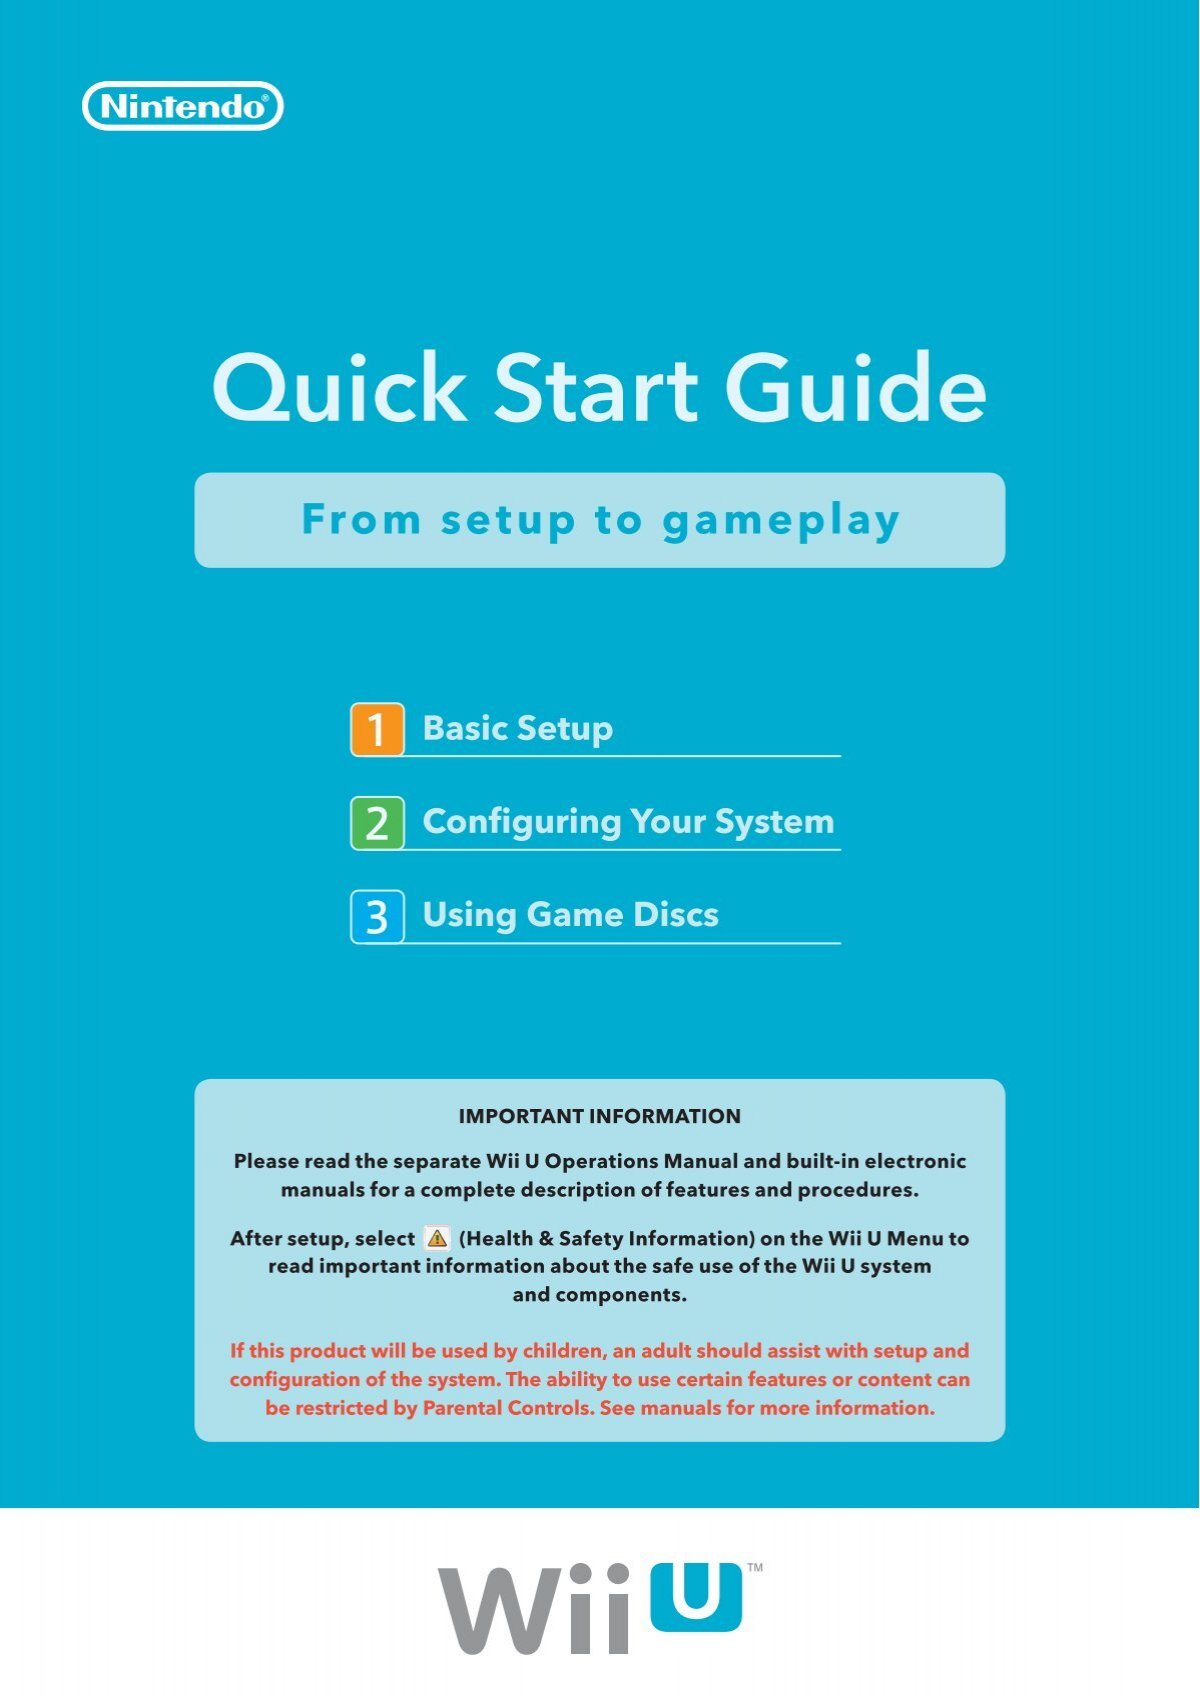 Nintendo®
Quick Start Guide
From setup to gameplay
1 Basic Setup
2 Configuring Your System
3 Using Game Discs
IMPORTANT INFORMATION
Please read the separate Wii U Operations Manual and built-in electronic
manuals for a complete description of features and procedures.
After setup, select (Health & Safety Information) on the Wii U Menu to
read important information about the safe use of the Wii U system
and components.
If this product will be used by children, an adult should assist with setup and
configuration of the system. The ability to use certain features or content can
be restricted by Parental Controls. See manuals for more information.
Wii U™